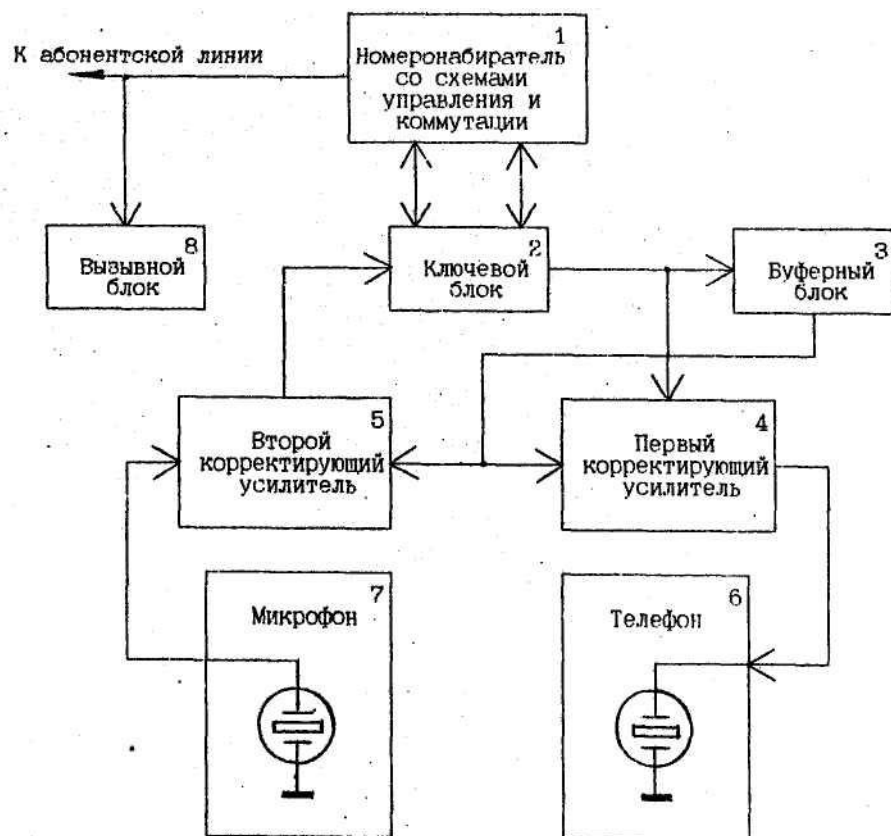 К абонентской линии
1
Номеронабиратель
со схемами
управления и
коммутации
8
Вызывной
блок
2
Ключевой
блок
3
Буферный
блок
5
Второй
корректирующий
усилитель
4
Первый
корректирующий
усилитель
7
Микрофон
6
Телефон